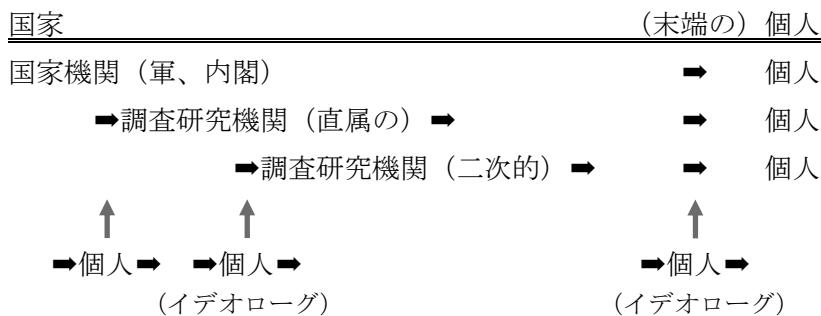 国家 （末端の）個人
国家機関（軍、内閣） ➡ 個人
➡調査研究機関（直属の）➡ ➡ 個人
➡調査研究機関（二次的）➡ ➡ 個人
➡個人➡ ➡個人➡ ➡個人➡
（イデオローグ） （イデオローグ）